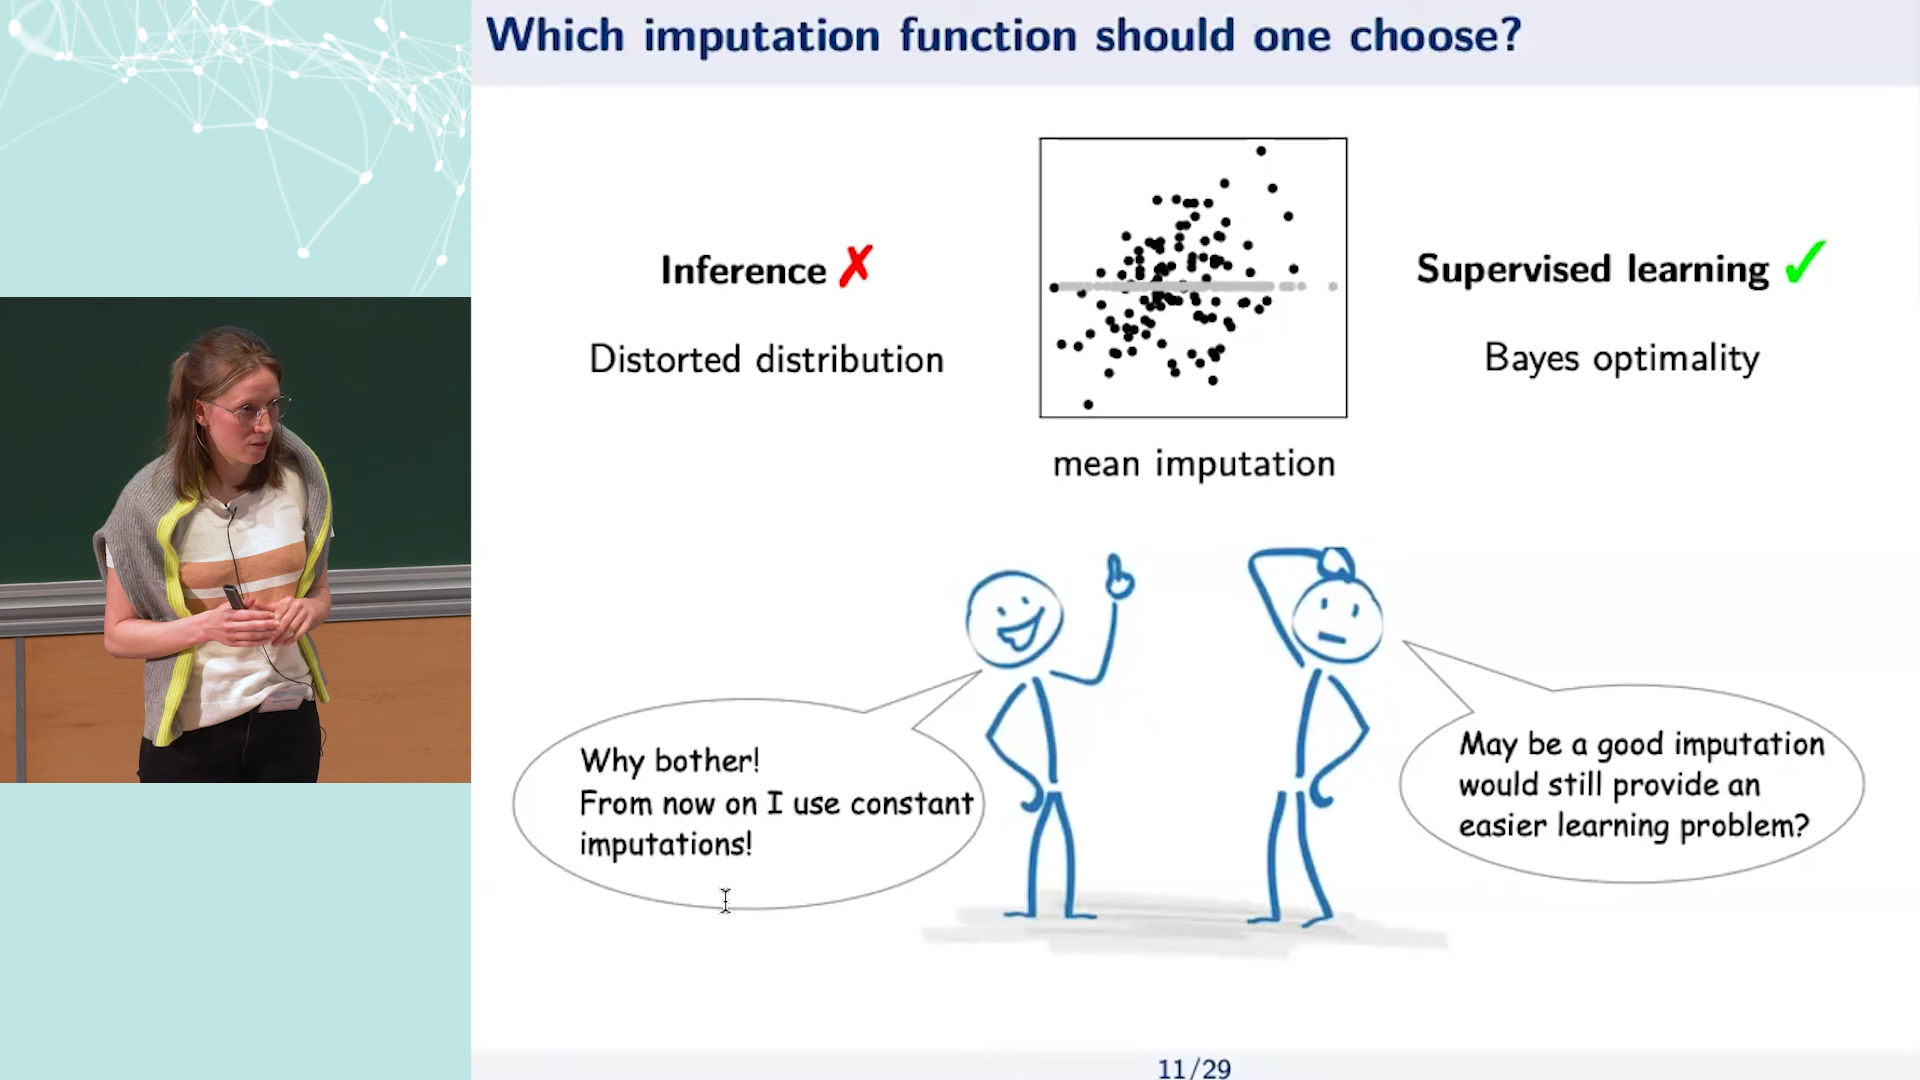 Which imputation function should one choose?
Inference ✗
Distorted distribution
mean imputation
Supervised learning ✓
Bayes optimality
Why bother!
From now on I use constant
imputations!
May be a good imputation
would still provide an
easier learning problem?
11/29